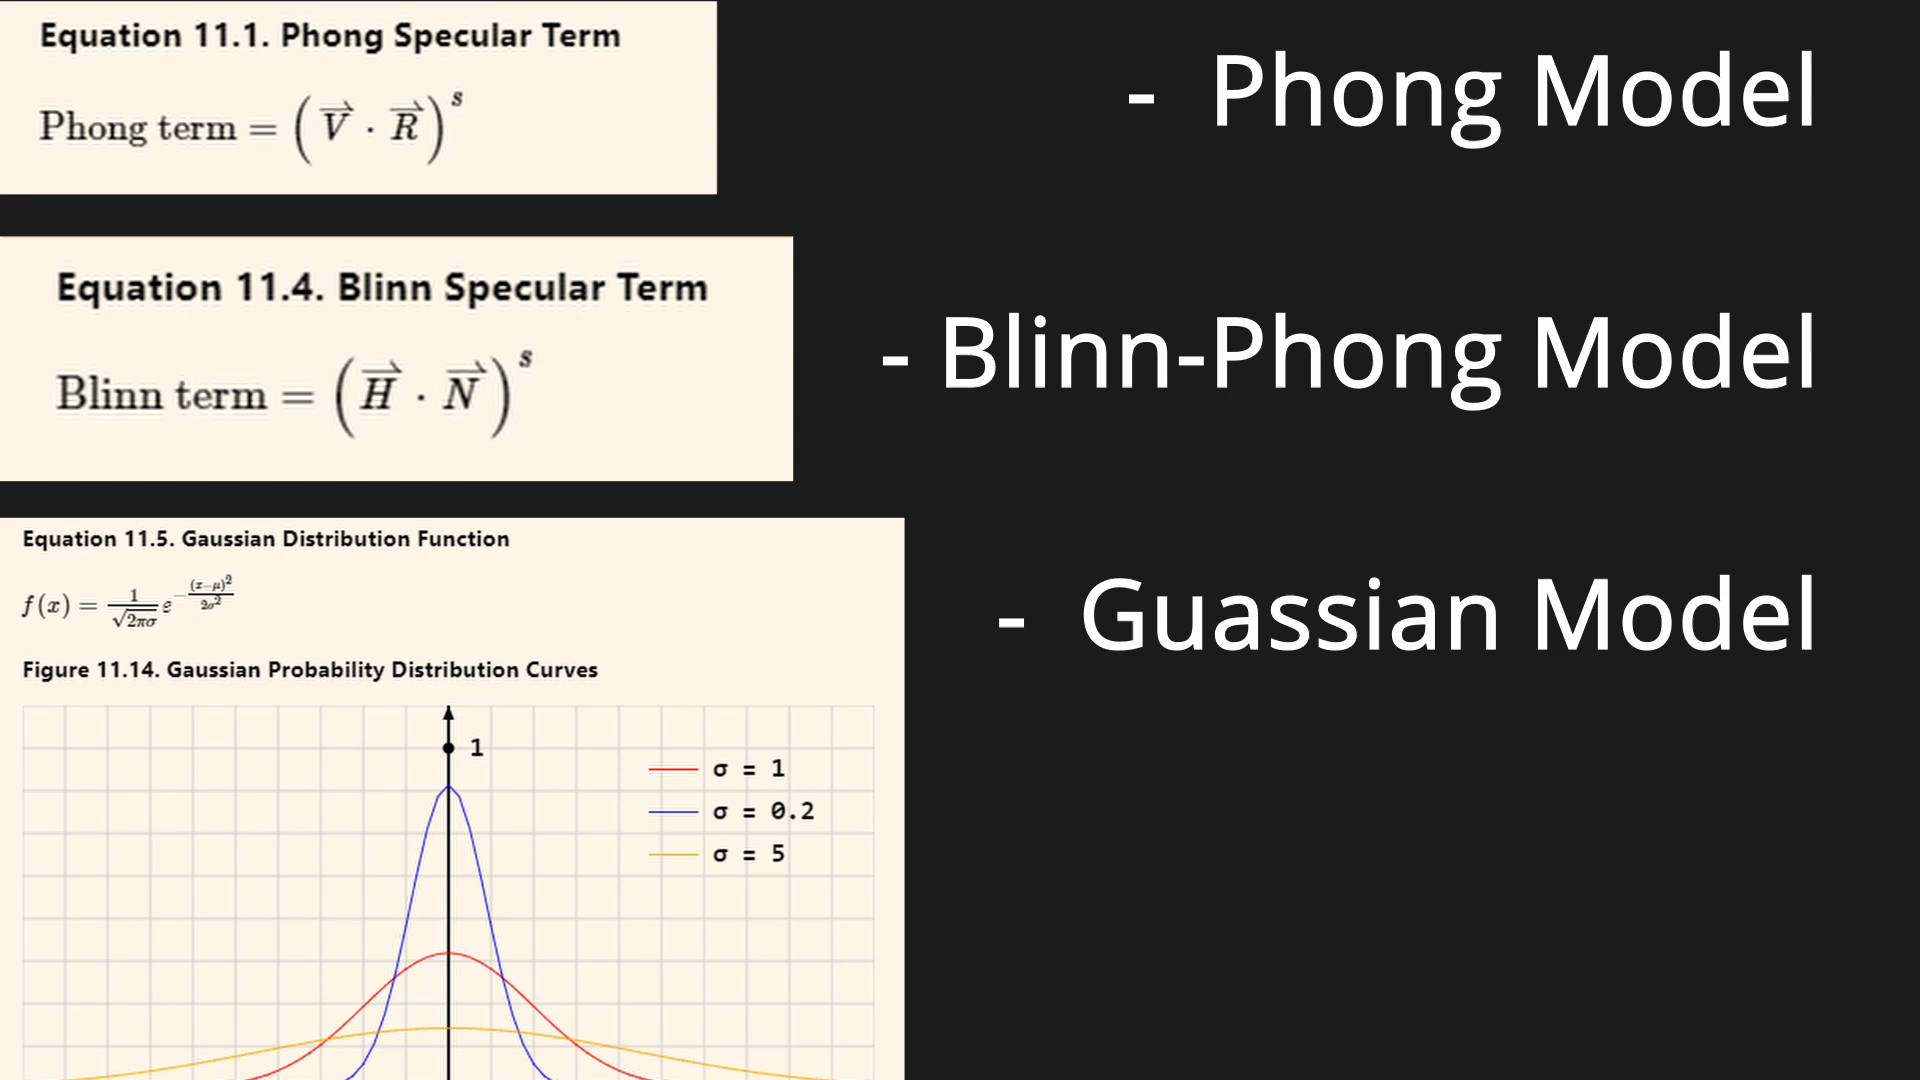 Equation 11.1. Phong Specular Term
Phong term = ( V⃗ · R⃗ )^s
- Phong Model
Equation 11.4. Blinn Specular Term
Blinn term = ( H⃗ · N⃗ )^s
- Blinn-Phong Model
Equation 11.5. Gaussian Distribution Function
f(x) = 1/√(2πσ) e^(-(x-μ)²/2σ²)
- Guassian Model
Figure 11.14. Gaussian Probability Distribution Curves
1
σ = 1
σ = 0.2
σ = 5